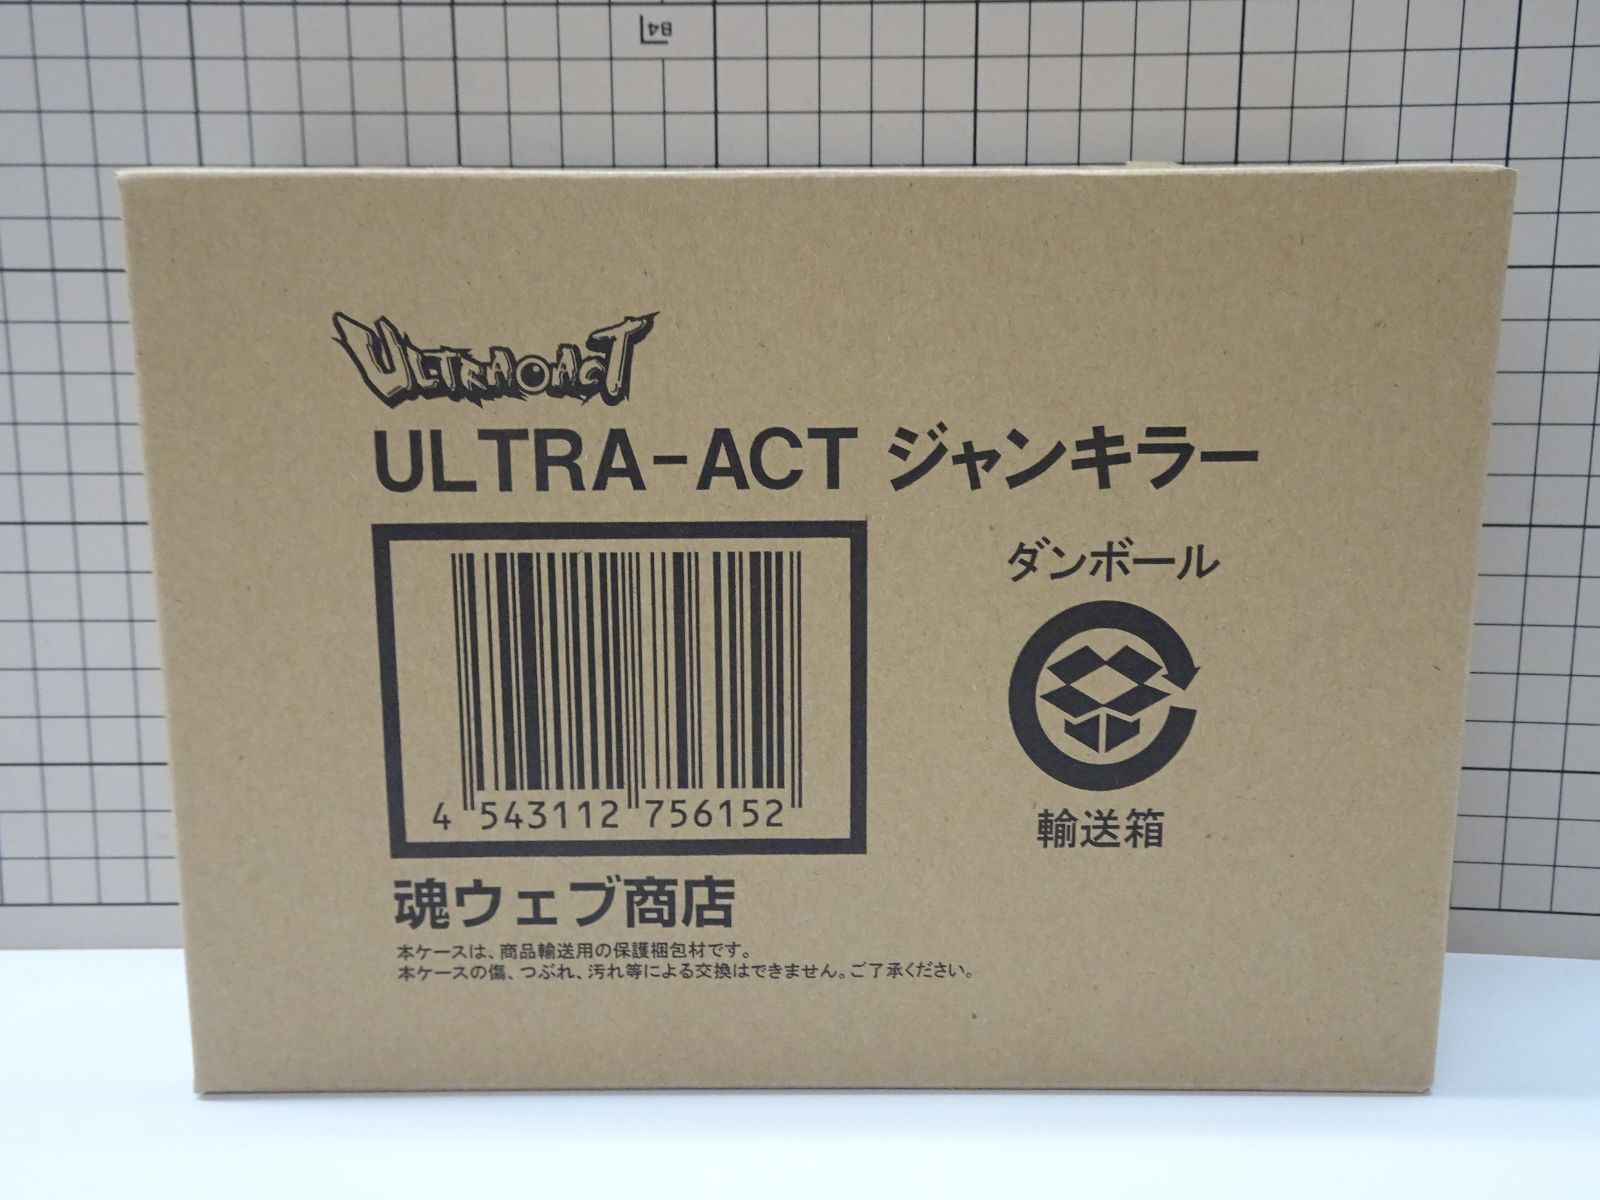 B4
ULTRA-ACT
ULTRA-ACT ジャンキラー
ダンボール
4 543112 756152
輸送箱
魂ウェブ商店
本ケースは、商品輸送用の保護梱包材です。
本ケースの傷、つぶれ、汚れ等による交換はできません。ご了承ください。